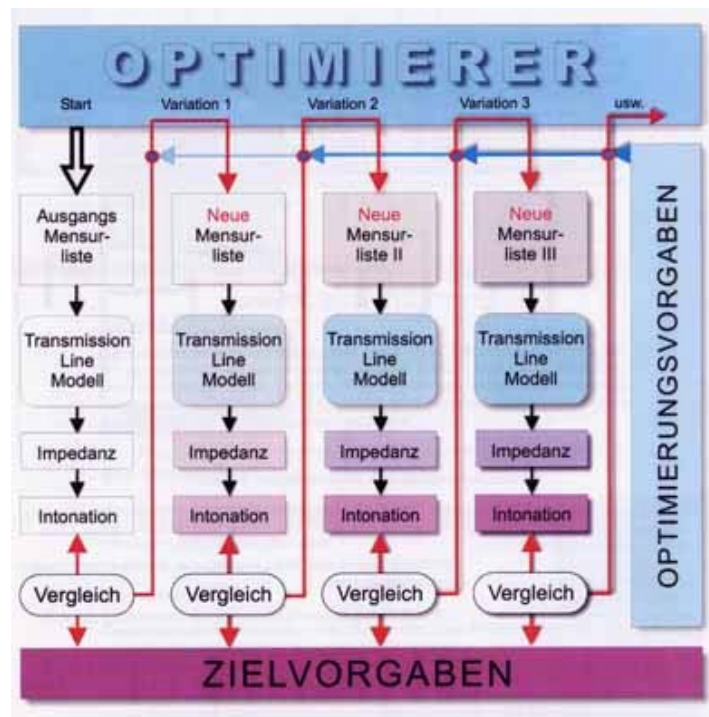 OPTIMIERER
Start
Variation 1
Variation 2
Variation 3
usw.
Ausgangs
Mensur-
liste
Neue
Mensur-
liste
Neue
Mensur-
liste II
Neue
Mensur-
liste III
Transmission
Line
Modell
Transmission
Line
Modell
Transmission
Line
Modell
Transmission
Line
Modell
Impedanz
Impedanz
Impedanz
Impedanz
Intonation
Intonation
Intonation
Intonation
Vergleich
Vergleich
Vergleich
Vergleich
OPTIMIERUNGSVORGABEN
ZIELVORGABEN